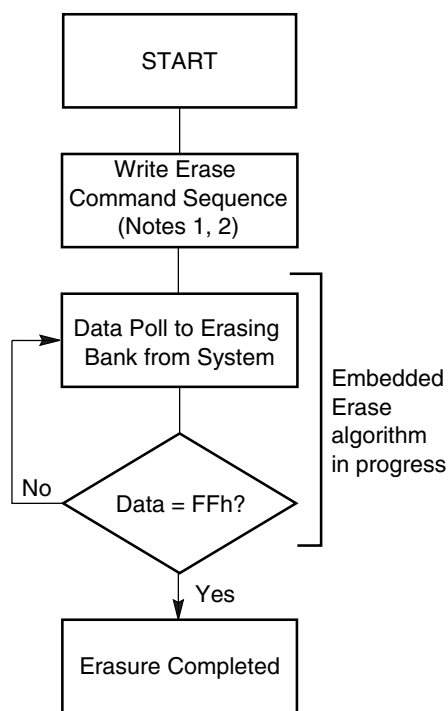 START
Write Erase
Command Sequence
(Notes 1, 2)
Data Poll to Erasing
Bank from System
Embedded
Erase
algorithm
in progress
No
Data = FFh?
Yes
Erasure Completed